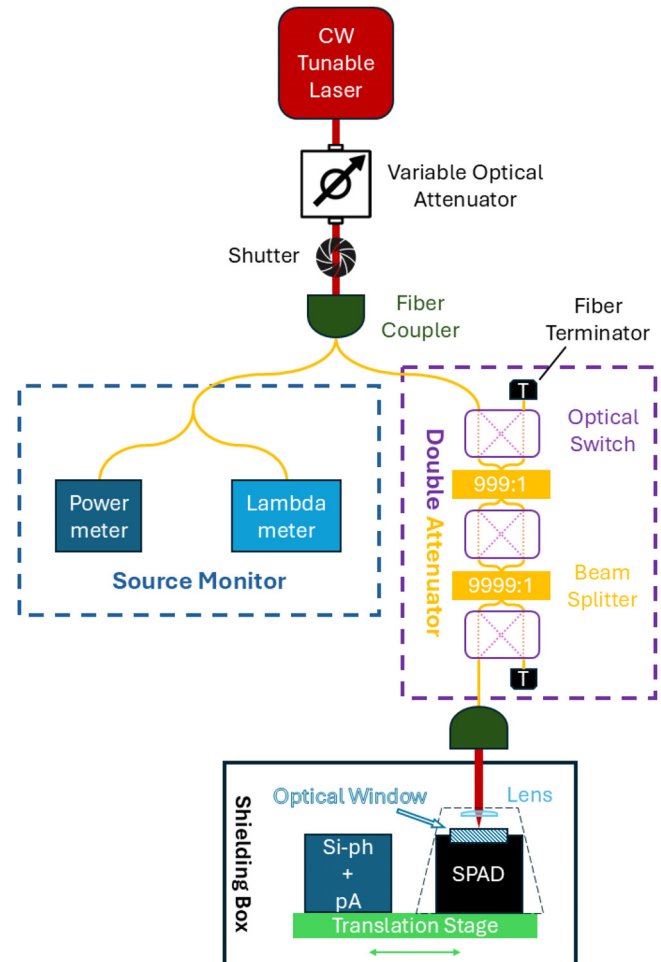 CW
Tunable
Laser
Variable Optical
Attenuator
Shutter
Fiber
Coupler
Fiber
Terminator
T
Optical
Switch
Double Attenuator
999:1
9999:1
Beam
Splitter
T
Power
meter
Lambda
meter
Source Monitor
Shielding Box
Optical Window
Lens
Si-ph
+
pA
SPAD
Translation Stage